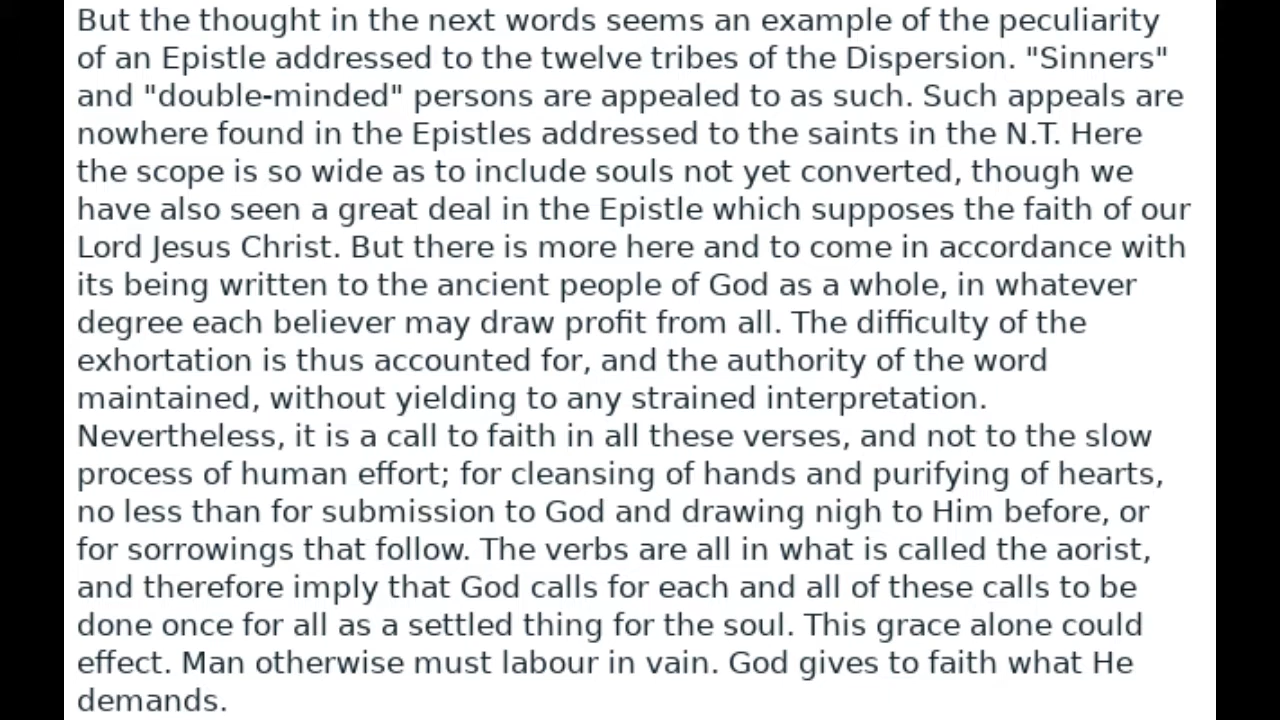 But the thought in the next words seems an example of the peculiarity
of an Epistle addressed to the twelve tribes of the Dispersion. "Sinners"
and "double-minded" persons are appealed to as such. Such appeals are
nowhere found in the Epistles addressed to the saints in the N.T. Here
the scope is so wide as to include souls not yet converted, though we
have also seen a great deal in the Epistle which supposes the faith of our
Lord Jesus Christ. But there is more here and to come in accordance with
its being written to the ancient people of God as a whole, in whatever
degree each believer may draw profit from all. The difficulty of the
exhortation is thus accounted for, and the authority of the word
maintained, without yielding to any strained interpretation.
Nevertheless, it is a call to faith in all these verses, and not to the slow
process of human effort; for cleansing of hands and purifying of hearts,
no less than for submission to God and drawing nigh to Him before, or
for sorrowings that follow. The verbs are all in what is called the aorist,
and therefore imply that God calls for each and all of these calls to be
done once for all as a settled thing for the soul. This grace alone could
effect. Man otherwise must labour in vain. God gives to faith what He
demands.